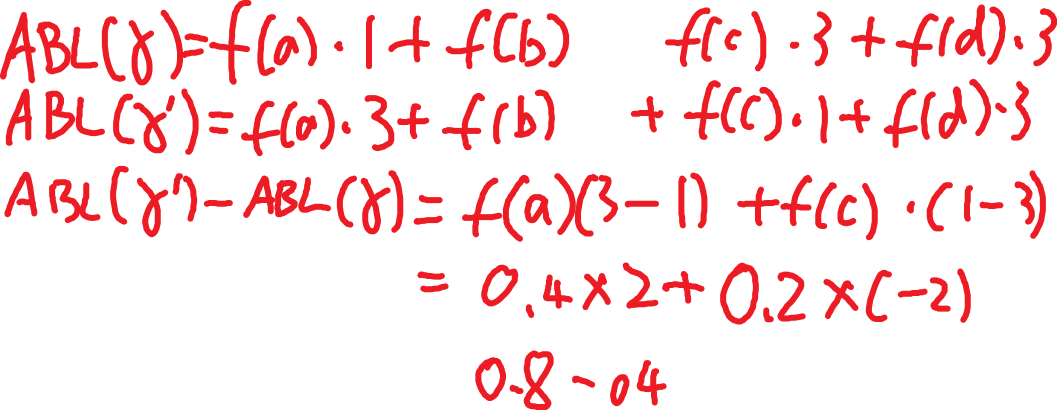 ABL(γ)=f(a)·1+f(b) f(c)·3+f(d)·3
ABL(γ')=f(a)·3+f(b) +f(c)·1+f(d)·3
ABL(γ')-ABL(γ)=f(a)(3-1) +f(c)·(1-3)
=0.4×2+0.2×(-2)
0.8-04